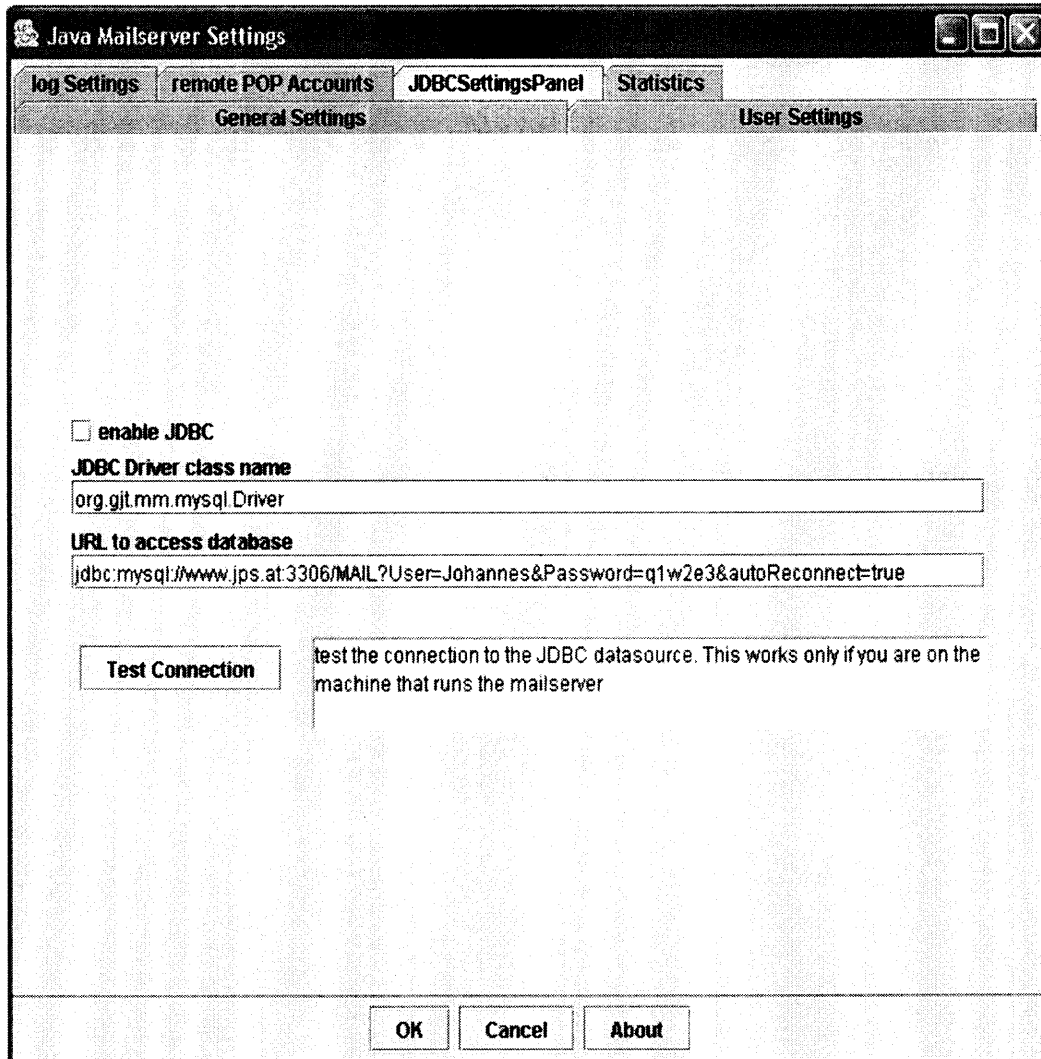 Java Mailserver Settings
log Settings remote POP Accounts JDBCSettingsPanel Statistics
General Settings User Settings
enable JDBC
JDBC Driver class name
org.gjt.mm.mysql.Driver
URL to access database
jdbc:mysql://www.jps.at:3306/MAIL?User=Johannes&Password=q1w2e3&autoReconnect=true
Test Connection
test the connection to the JDBC datasource. This works only if you are on the
machine that runs the mailserver
OK Cancel About